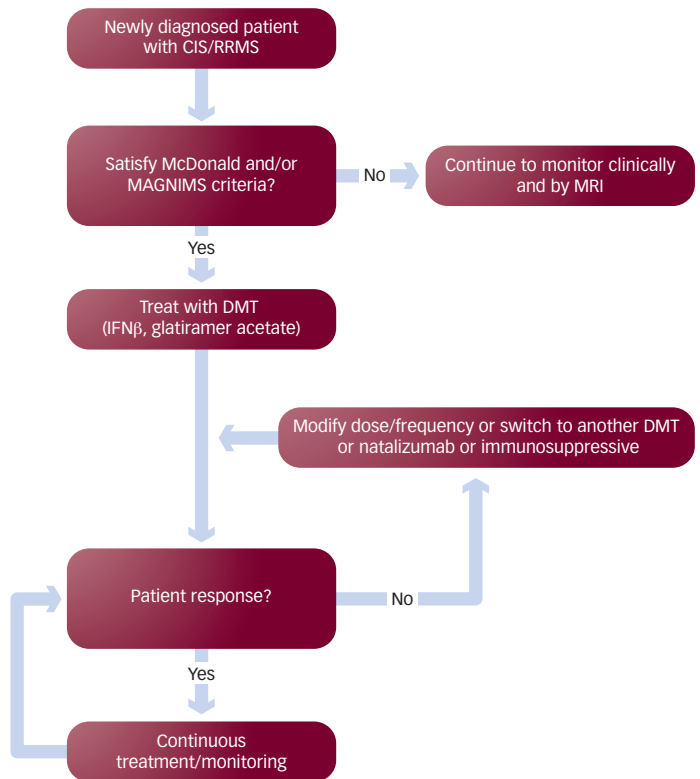 Newly diagnosed patient
with CIS/RRMS
Satisfy McDonald and/or
MAGNIMS criteria?
No
Continue to monitor clinically
and by MRI
Yes
Treat with DMT
(IFNβ, glatiramer acetate)
Modify dose/frequency or switch to another DMT
or natalizumab or immunosuppressive
Patient response?
No
Yes
Continuous
treatment/monitoring